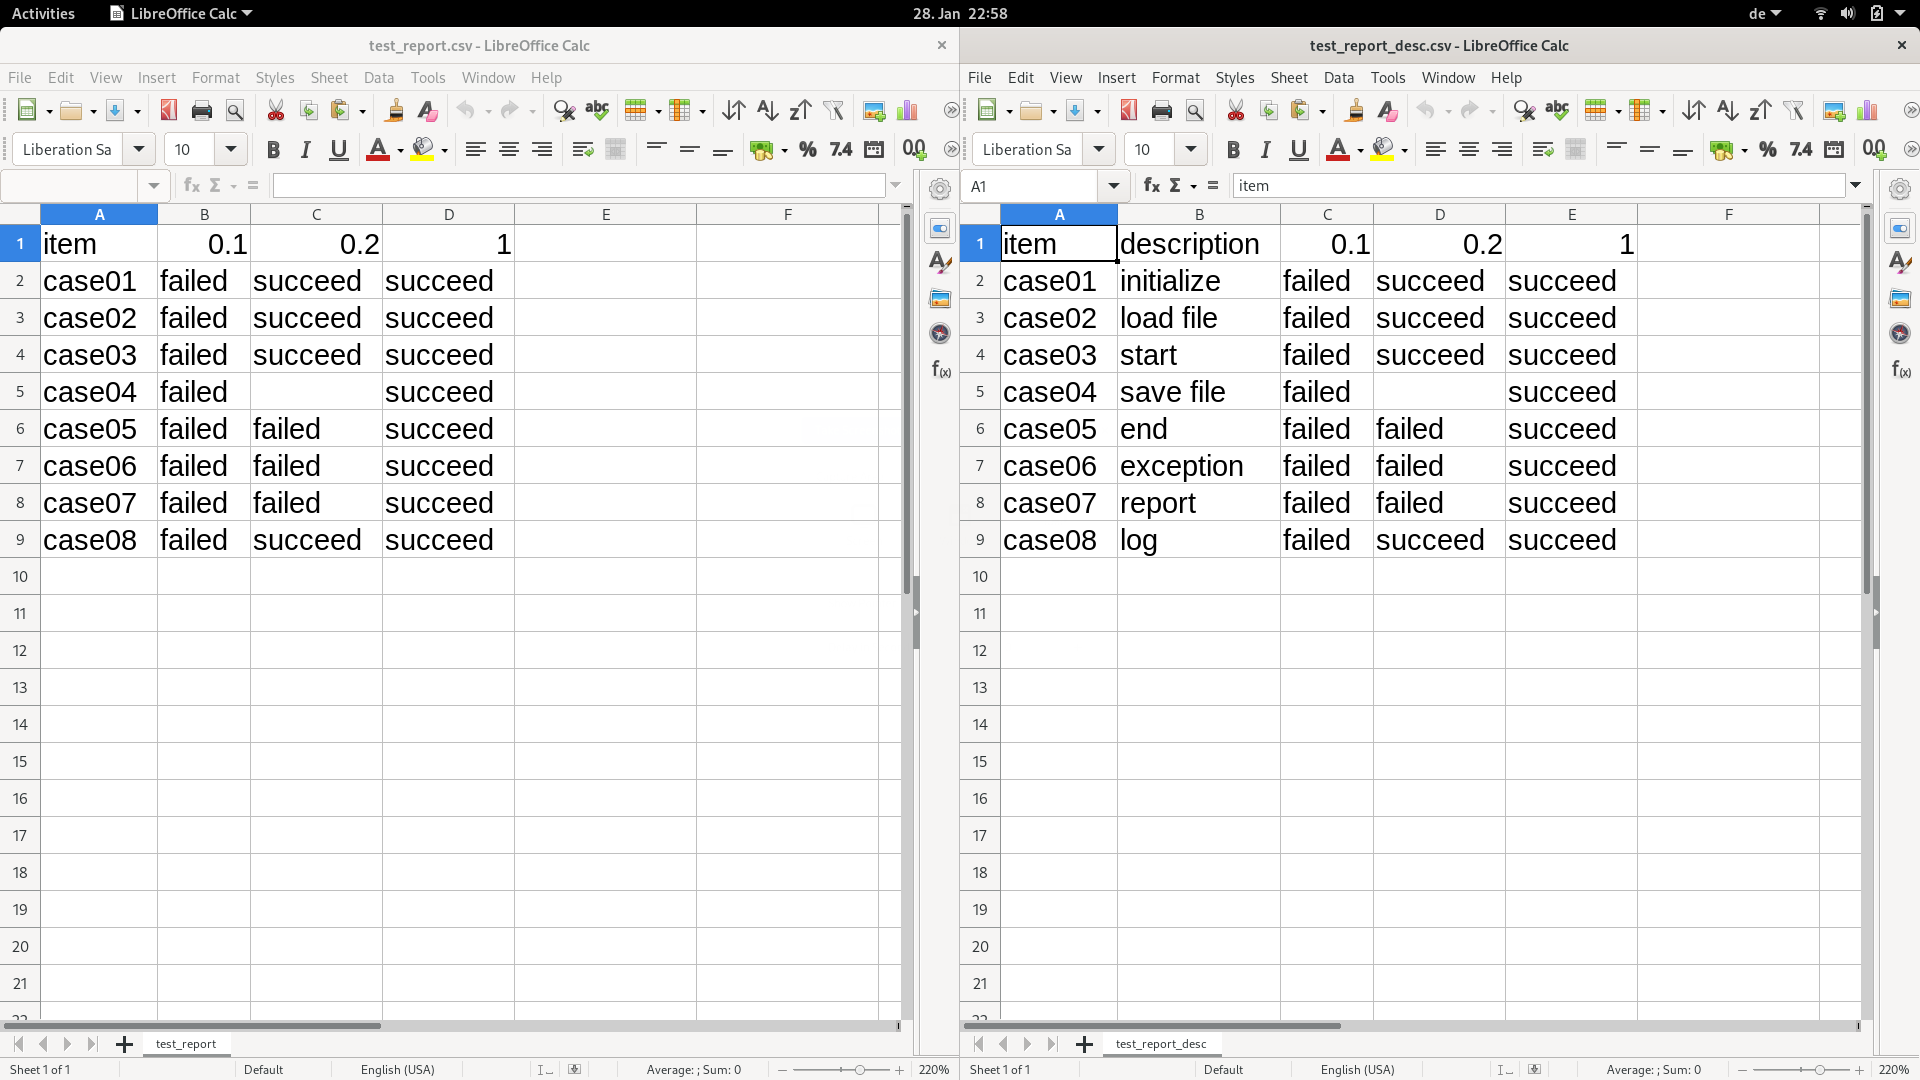 Activities LibreOffice Calc 28. Jan 22:58 de
test_report.csv - LibreOffice Calc
File Edit View Insert Format Styles Sheet Data Tools Window Help
Liberation Sa 10
A B C D E F
1 item 0.1 0.2 1
2 case01 failed succeed succeed
3 case02 failed succeed succeed
4 case03 failed succeed succeed
5 case04 failed succeed
6 case05 failed failed succeed
7 case06 failed failed succeed
8 case07 failed failed succeed
9 case08 failed succeed succeed
10
11
12
13
14
15
16
17
18
19
20
21
22
test_report
Sheet 1 of 1 Default English (USA) Average: ; Sum: 0 220%
test_report_desc.csv - LibreOffice Calc
File Edit View Insert Format Styles Sheet Data Tools Window Help
Liberation Sa 10
A1 item
A B C D E F
1 item description 0.1 0.2 1
2 case01 initialize failed succeed succeed
3 case02 load file failed succeed succeed
4 case03 start failed succeed succeed
5 case04 save file failed succeed
6 case05 end failed failed succeed
7 case06 exception failed failed succeed
8 case07 report failed failed succeed
9 case08 log failed succeed succeed
10
11
12
13
14
15
16
17
18
19
20
21
22
test_report_desc
Sheet 1 of 1 Default English (USA) Average: ; Sum: 0 220%